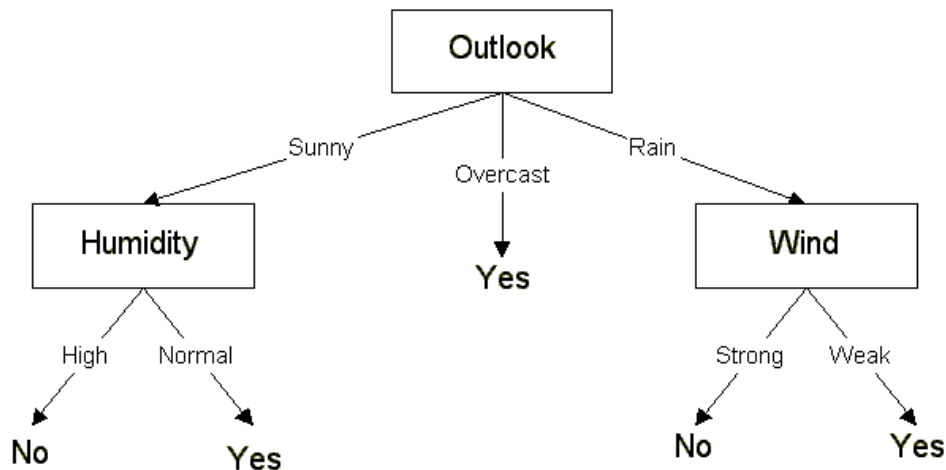 Outlook
Sunny
Overcast
Rain
Humidity
Yes
Wind
High
Normal
Strong
Weak
No
Yes
No
Yes